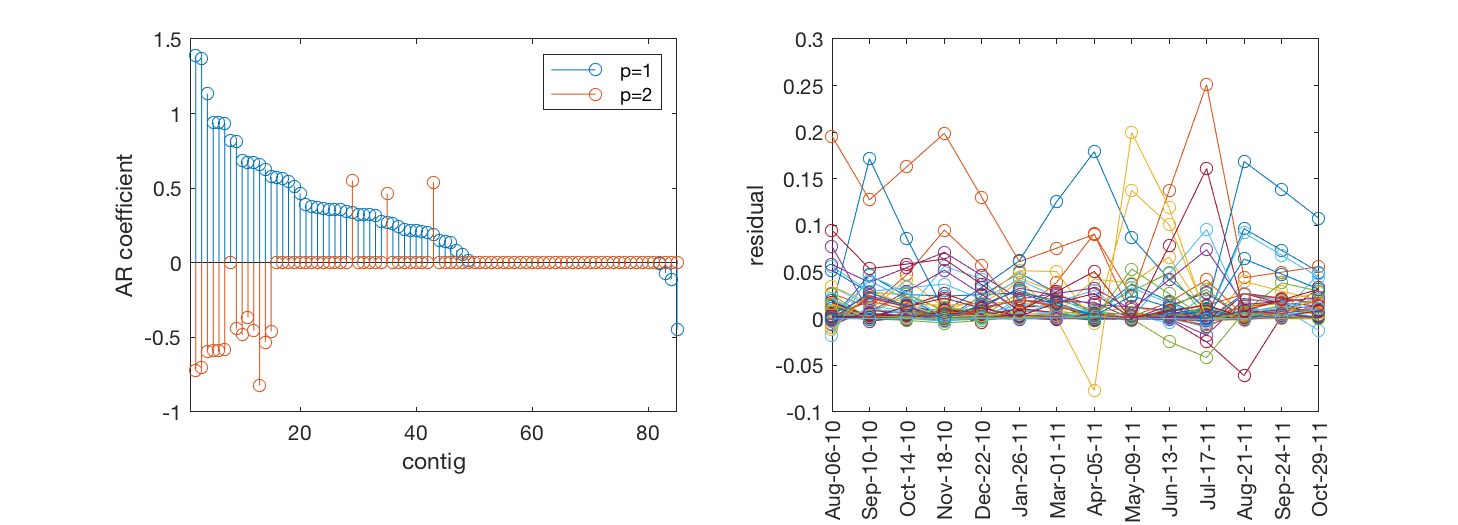 1.5
1
0.5
0
-0.5
-1
AR coefficient
20
40
60
80
contig
p=1
p=2
0.3
0.25
0.2
0.15
0.1
0.05
0
-0.05
-0.1
residual
Aug-06-10
Sep-10-10
Oct-14-10
Nov-18-10
Dec-22-10
Jan-26-11
Mar-01-11
Apr-05-11
May-09-11
Jun-13-11
Jul-17-11
Aug-21-11
Sep-24-11
Oct-29-11